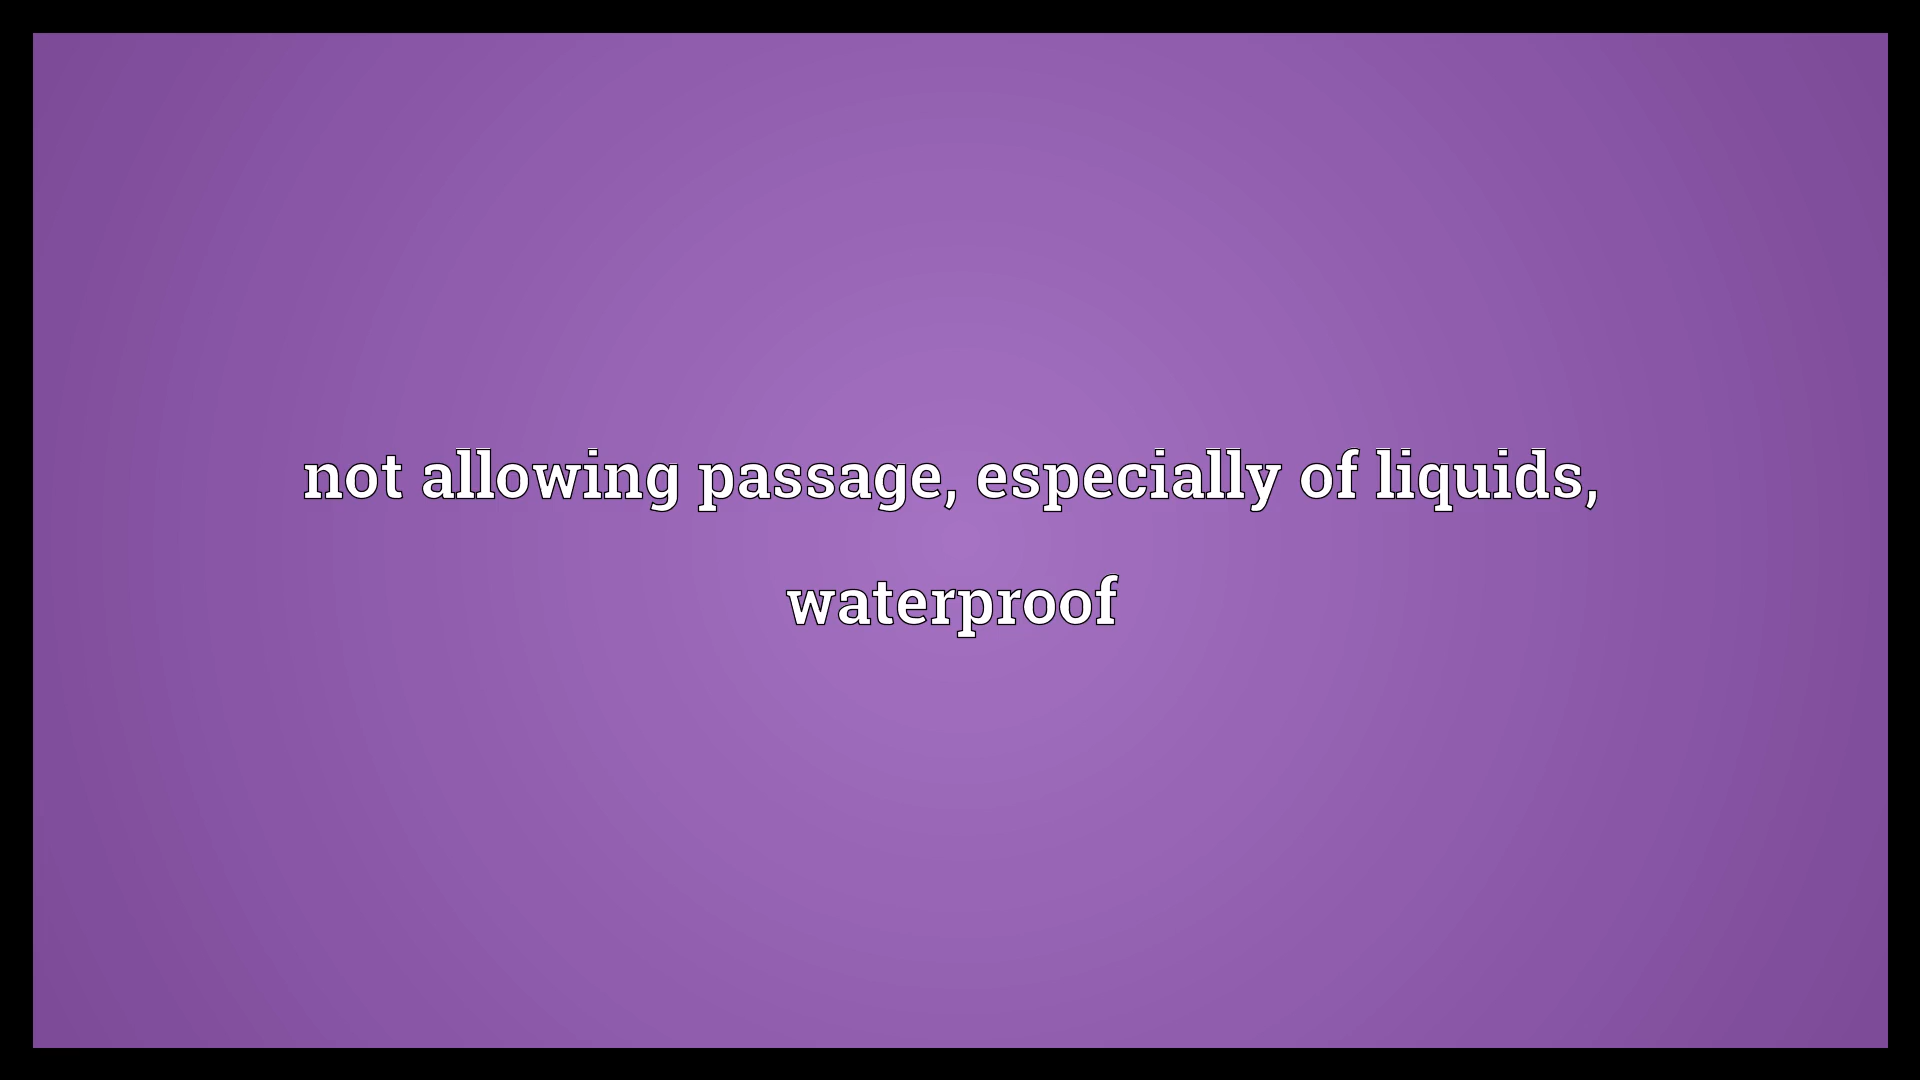 not allowing passage, especially of liquids,
waterproof